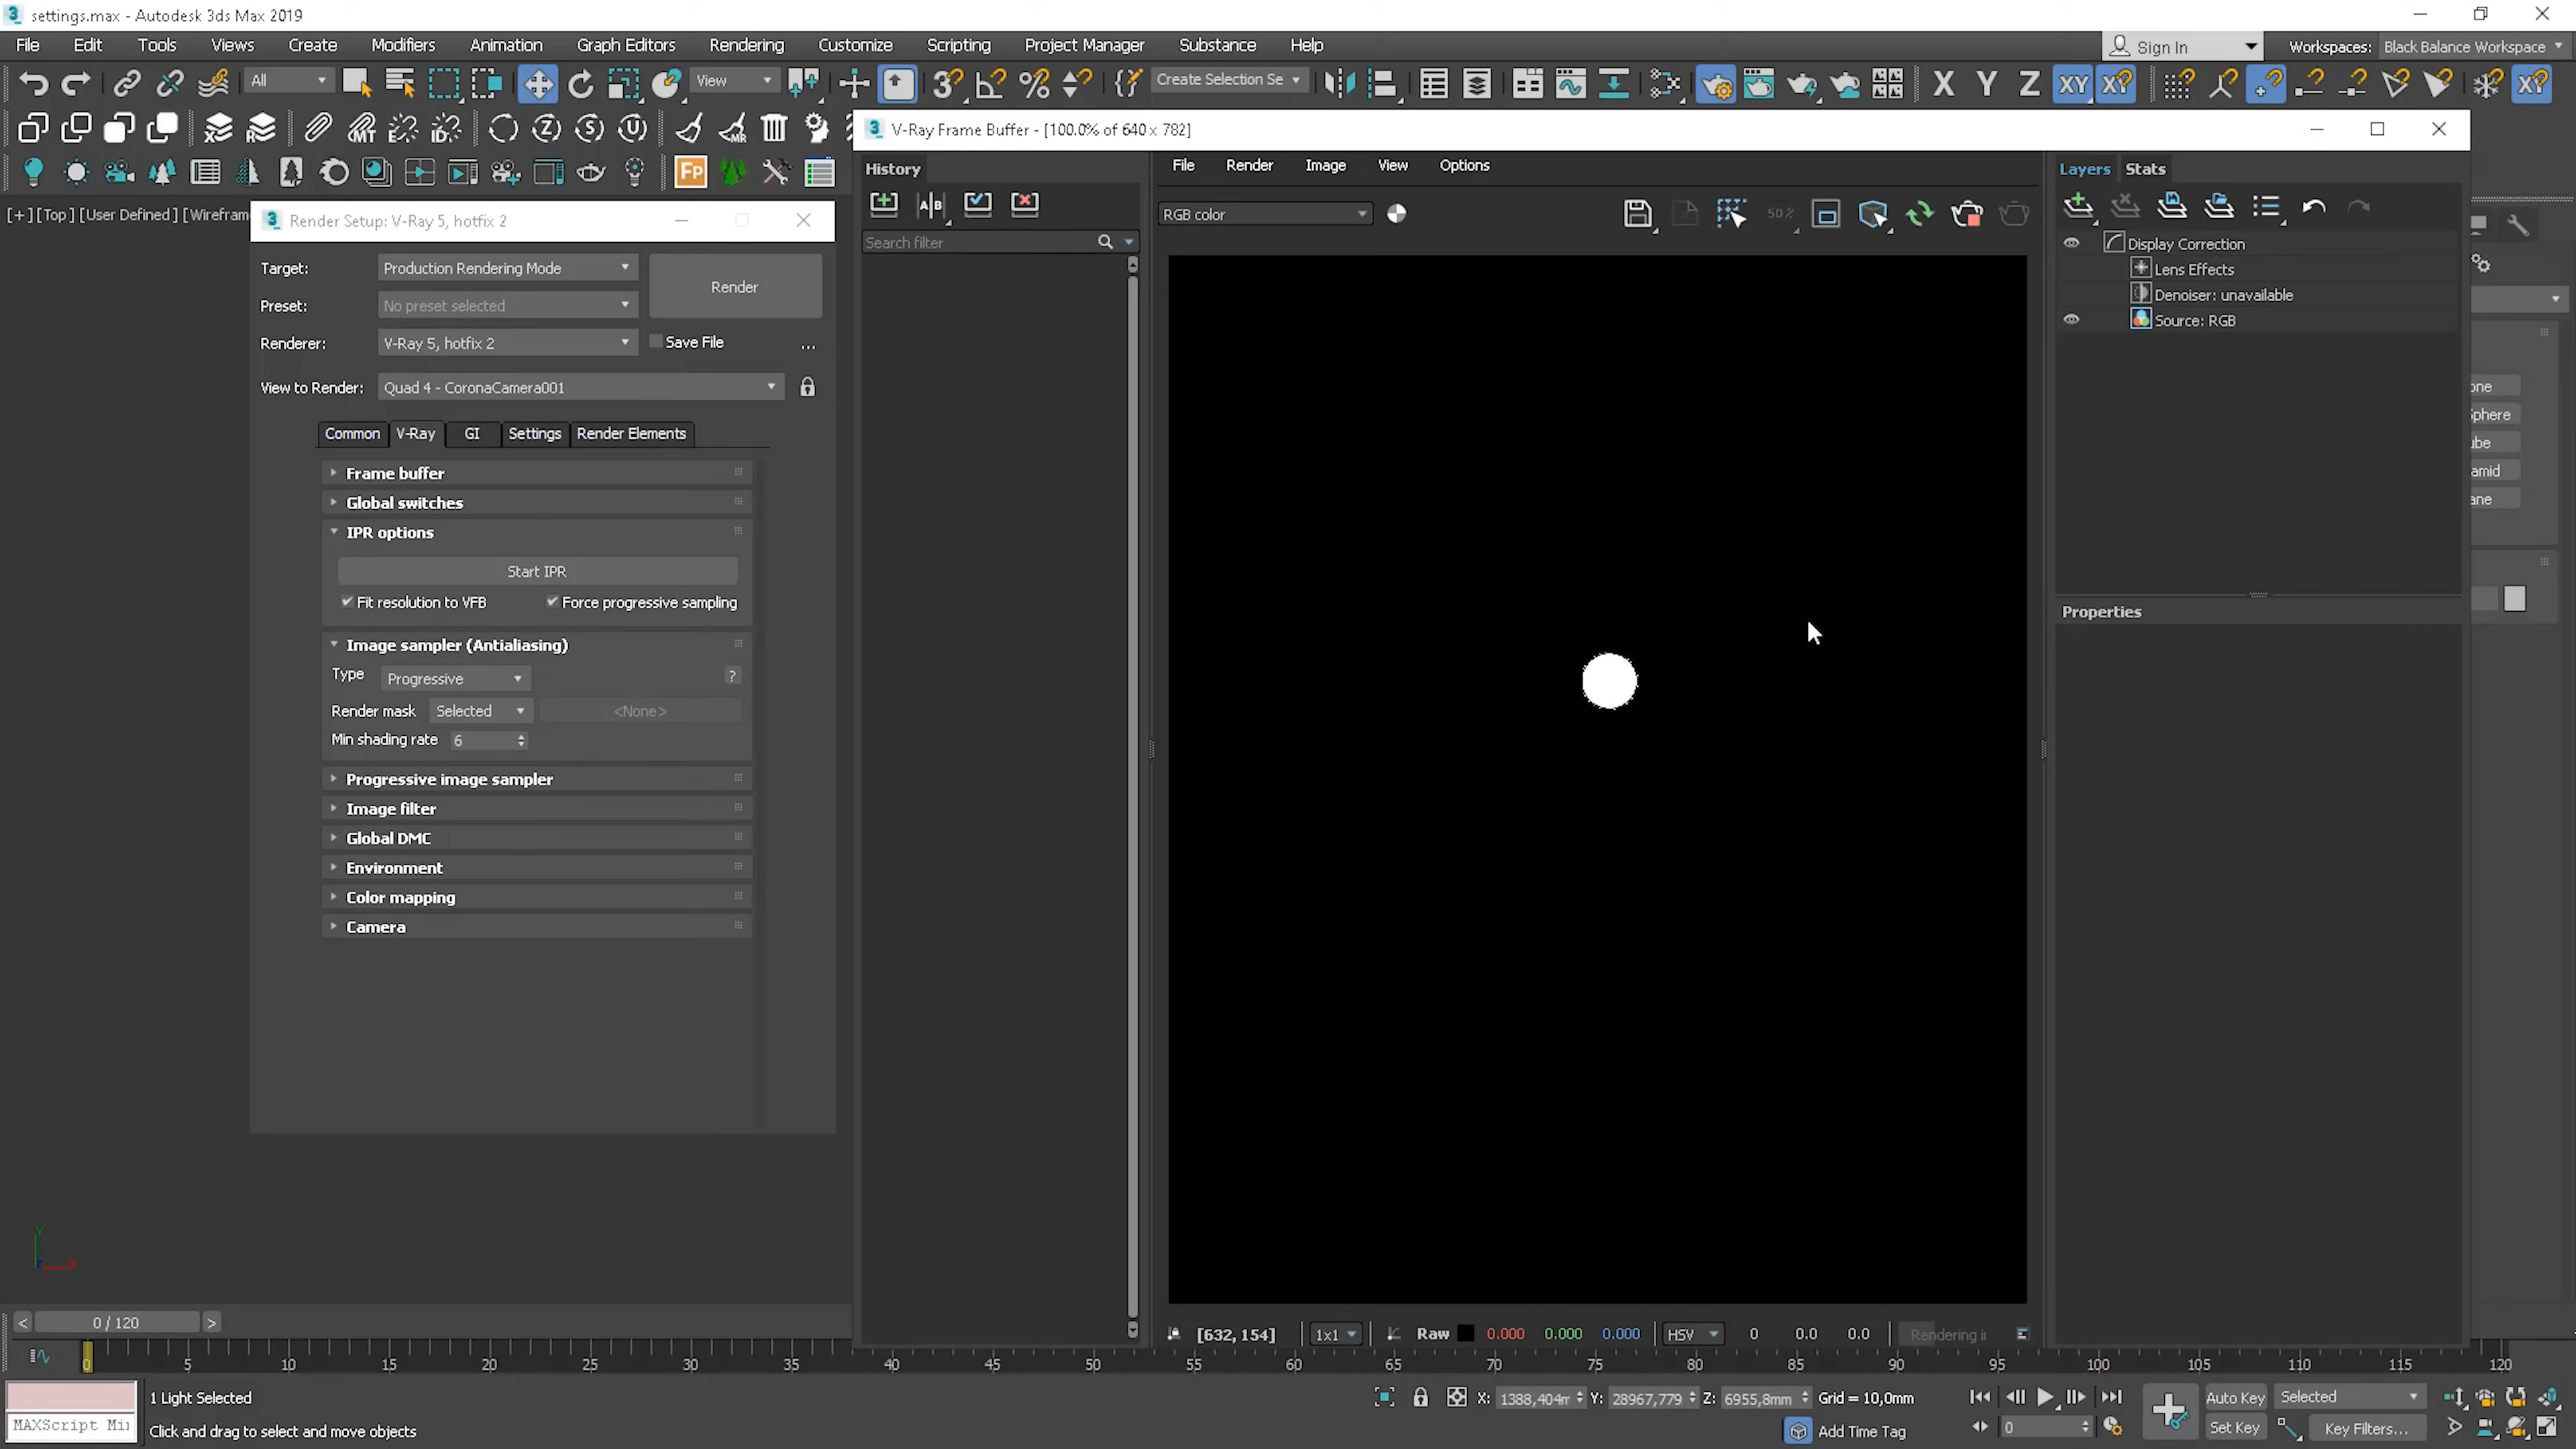 settings.max - Autodesk 3ds Max 2019
File Edit Tools Views Create Modifiers Animation Graph Editors Rendering Customize Scripting Project Manager Substance Help
Sign In Workspaces: Black Balance Workspace
All View Create Selection Se X Y Z XY
V-Ray Frame Buffer - [100.0% of 640 x 782]
[+] [Top] [User Defined] [Wirefram
Render Setup: V-Ray 5, hotfix 2
Target: Production Rendering Mode
Render
Preset: No preset selected
Renderer: V-Ray 5, hotfix 2
Save File ...
View to Render: Quad 4 - CoronaCamera001
Common V-Ray GI Settings Render Elements
Frame buffer
Global switches
IPR options
Start IPR
Fit resolution to VFB Force progressive sampling
Image sampler (Antialiasing)
Type Progressive ?
Render mask Selected <None>
Min shading rate 6
Progressive image sampler
Image filter
Global DMC
Environment
Color mapping
Camera
History
Search filter
File Render Image View Options
RGB color
50%
Layers Stats
Display Correction
Lens Effects
Denoiser: unavailable
Source: RGB
Properties
one
Sphere
ube
amid
ane
[632, 154] 1x1 Raw 0.000 0.000 0.000 HSV 0 0.0 0.0 Rendering i
< 0 / 120 >
0 5 10 15 20 25 30 35 40 45 50 55 60 65 70 75 80 85 90 95 100 105 110 115 120
1 Light Selected
MAXScript Mi
Click and drag to select and move objects
X: 1388,404m Y: 28967,779 Z: 6955,8mm Grid = 10,0mm
Add Time Tag
0
Auto Key Selected
Set Key Key Filters...